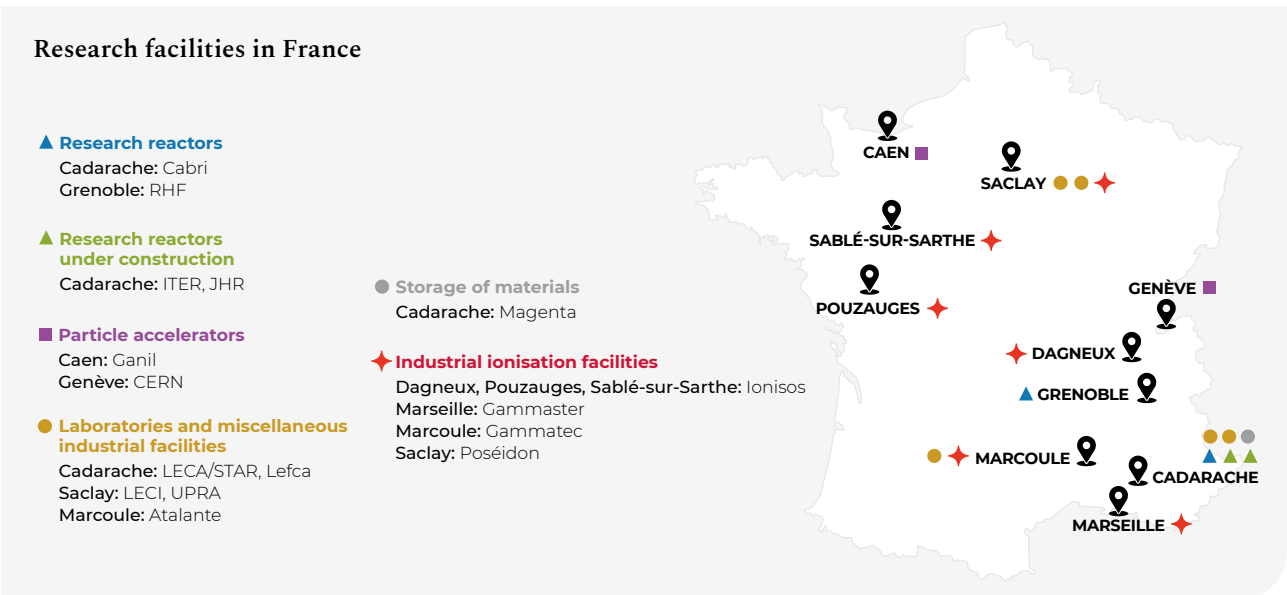 Research facilities in France
Research reactors
Cadarache: Cabri
Grenoble: RHF
Research reactors
under construction
Cadarache: ITER, JHR
Particle accelerators
Caen: Ganil
Genève: CERN
Laboratories and miscellaneous
industrial facilities
Cadarache: LECA/STAR, Lefca
Saclay: LECI, UPRA
Marcoule: Atalante
Storage of materials
Cadarache: Magenta
Industrial ionisation facilities
Dagneux, Pouzauges, Sablé-sur-Sarthe: Ionisos
Marseille: Gammaster
Marcoule: Gammatec
Saclay: Poséidon
CAEN
SACLAY
SABLÉ-SUR-SARTHE
GENÈVE
POUZAUGES
DAGNEUX
GRENOBLE
MARCOULE
CADARACHE
MARSEILLE